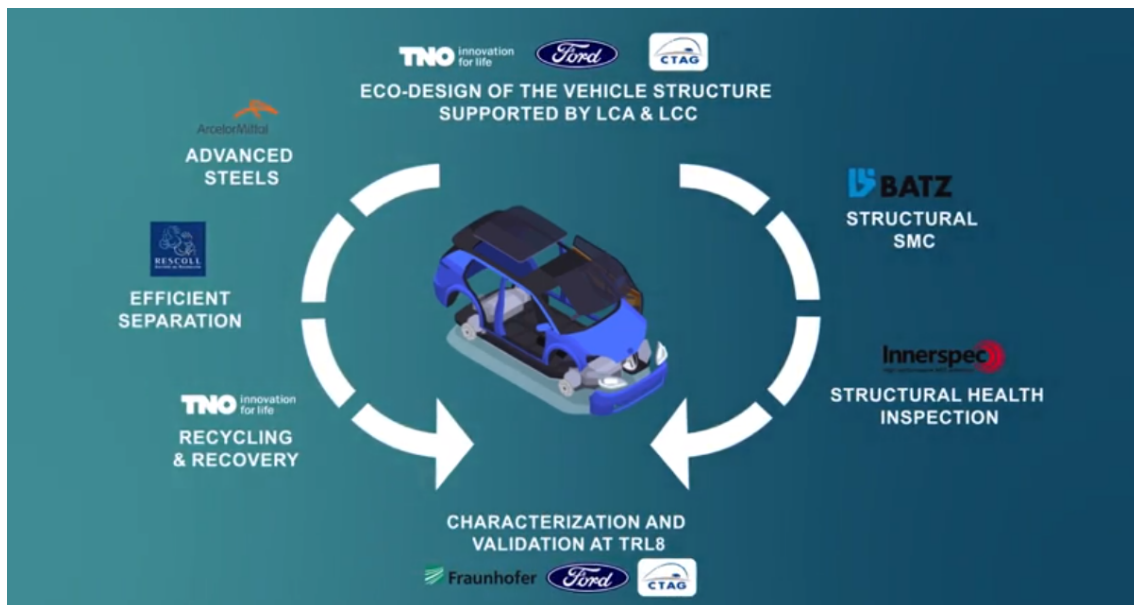 TNO innovation for life
Ford
CTAG
ECO-DESIGN OF THE VEHICLE STRUCTURE
SUPPORTED BY LCA & LCC
ArcelorMittal
ADVANCED
STEELS
BATZ
STRUCTURAL
SMC
RESCOLL
EFFICIENT
SEPARATION
Innerspec
STRUCTURAL HEALTH
INSPECTION
TNO innovation for life
RECYCLING
& RECOVERY
CHARACTERIZATION AND
VALIDATION AT TRL8
Fraunhofer
Ford
CTAG